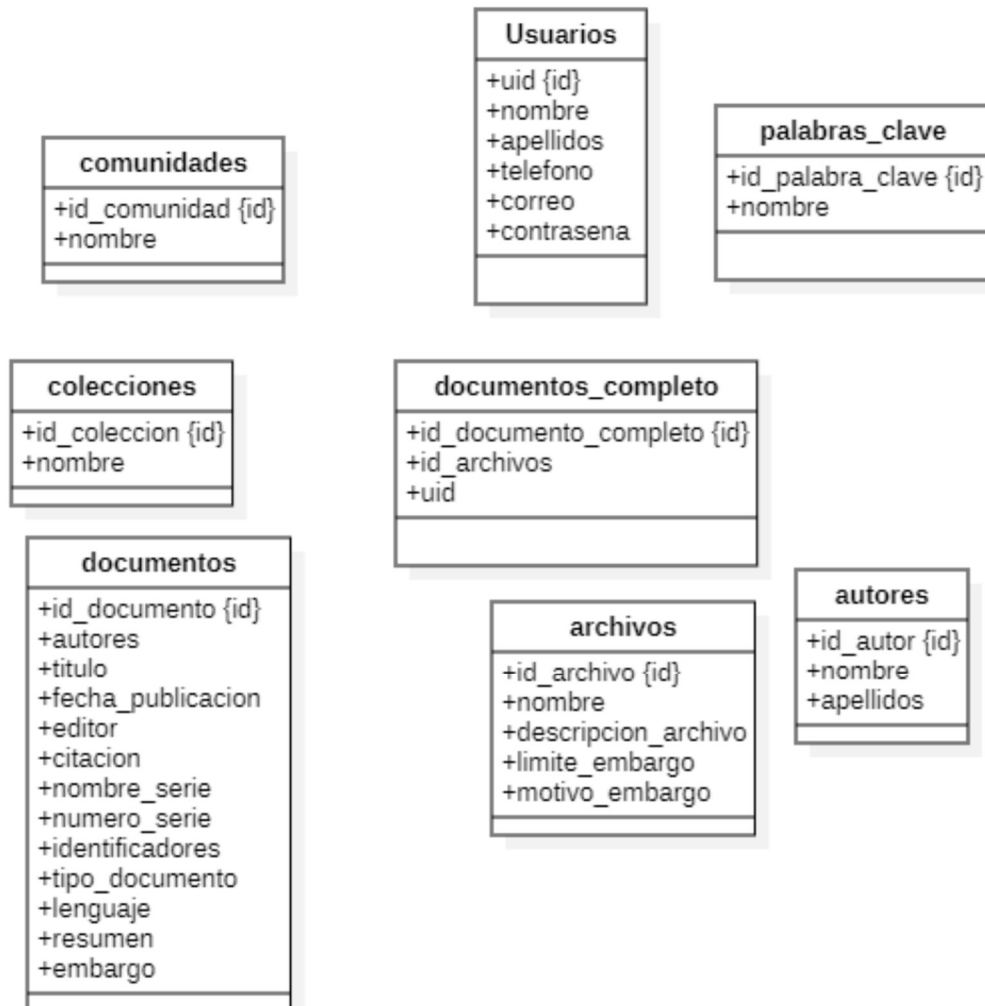 Usuarios
+uid {id}
+nombre
+apellidos
+telefono
+correo
+contrasena
palabras_clave
+id_palabra_clave {id}
+nombre
comunidades
+id_comunidad {id}
+nombre
colecciones
+id_coleccion {id}
+nombre
documentos_completo
+id_documento_completo {id}
+id_archivos
+uid
documentos
+id_documento {id}
+autores
+titulo
+fecha_publicacion
+editor
+citacion
+nombre_serie
+numero_serie
+identificadores
+tipo_documento
+lenguaje
+resumen
+embargo
archivos
+id_archivo {id}
+nombre
+descripcion_archivo
+limite_embargo
+motivo_embargo
autores
+id_autor {id}
+nombre
+apellidos